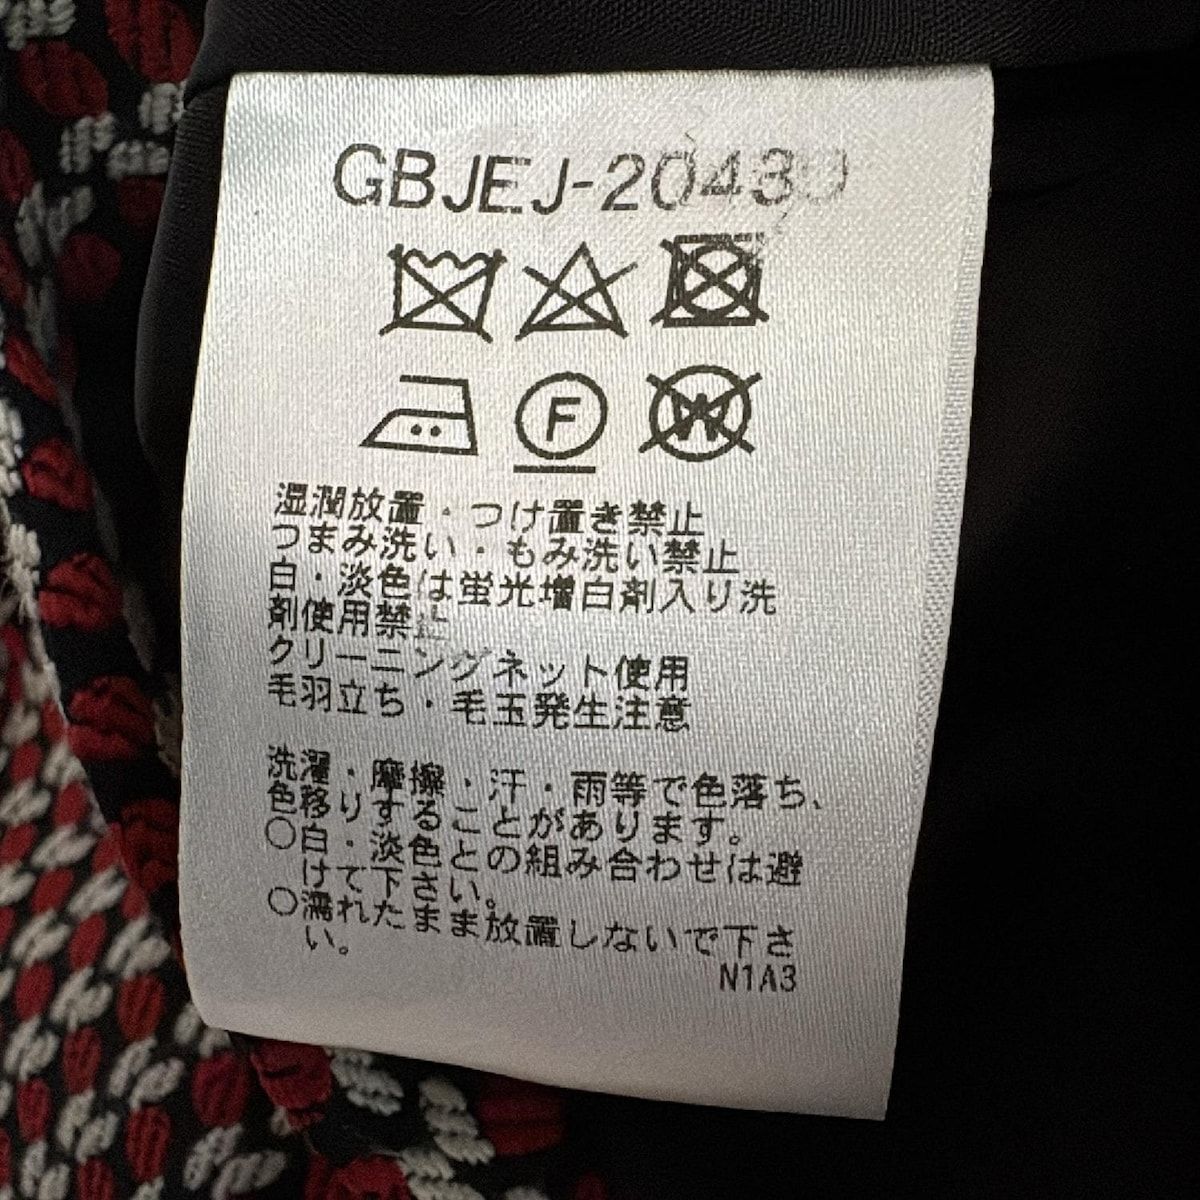 GBJEJ-20430
F
W
湿潤放置・つけ置き禁止
つまみ洗い・もみ洗い禁止
白・淡色は蛍光増白剤入り洗
剤使用禁止
クリーニングネット使用
毛羽立ち・毛玉発生注意
洗濯・摩擦・汗・雨等で色落ち、
色移りすることがあります。
○白・淡色との組み合わせは避
けて下さい。
○濡れたまま放置しないで下さ
い。
N1A3